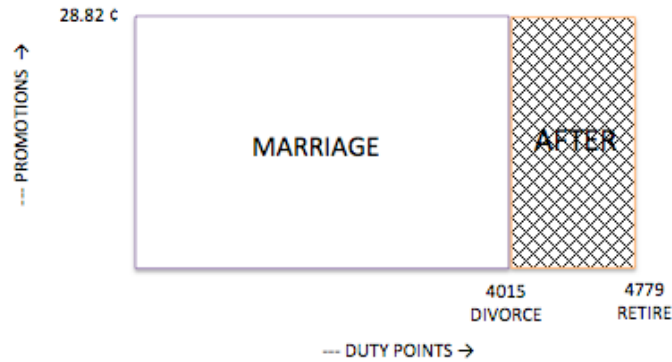 28.82 ¢
--- PROMOTIONS →
MARRIAGE
AFTER
4015
DIVORCE
4779
RETIRE
--- DUTY POINTS →